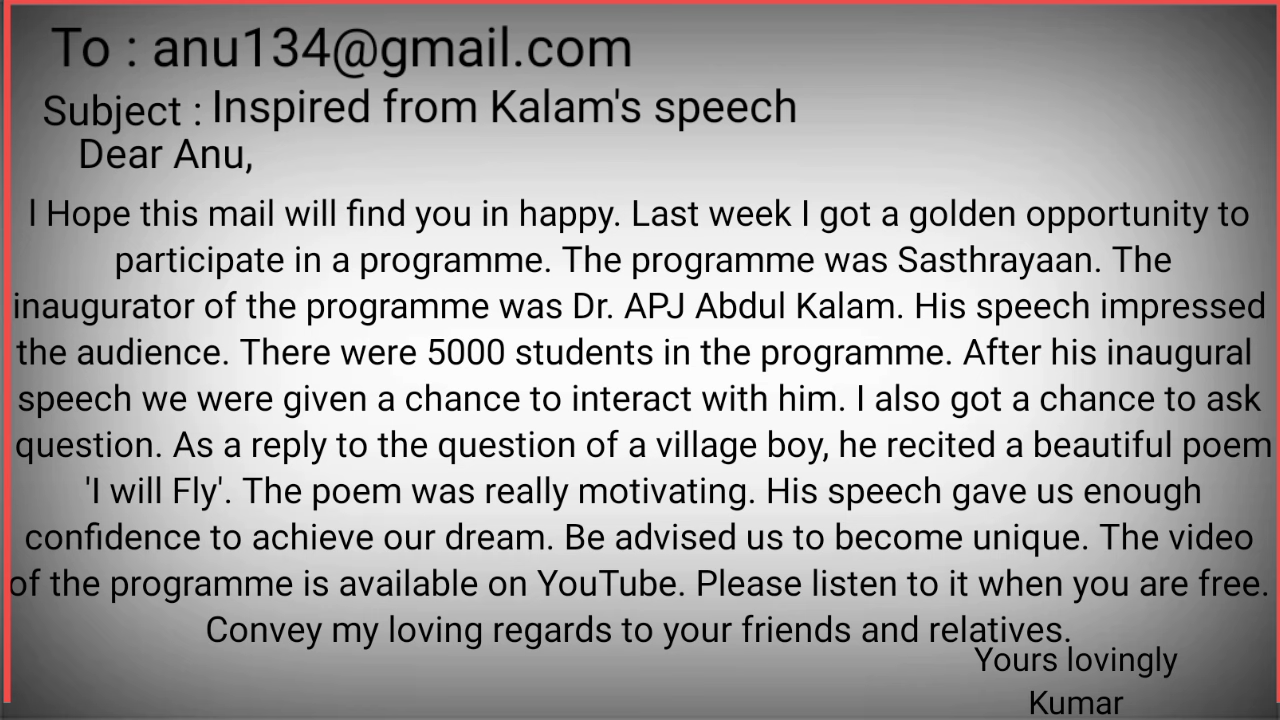 To : anu134@gmail.com
Subject : Inspired from Kalam's speech
Dear Anu,
I Hope this mail will find you in happy. Last week I got a golden opportunity to
participate in a programme. The programme was Sasthrayaan. The
inaugurator of the programme was Dr. APJ Abdul Kalam. His speech impressed
the audience. There were 5000 students in the programme. After his inaugural
speech we were given a chance to interact with him. I also got a chance to ask
question. As a reply to the question of a village boy, he recited a beautiful poem
'I will Fly'. The poem was really motivating. His speech gave us enough
confidence to achieve our dream. Be advised us to become unique. The video
of the programme is available on YouTube. Please listen to it when you are free.
Convey my loving regards to your friends and relatives.
Yours lovingly
Kumar